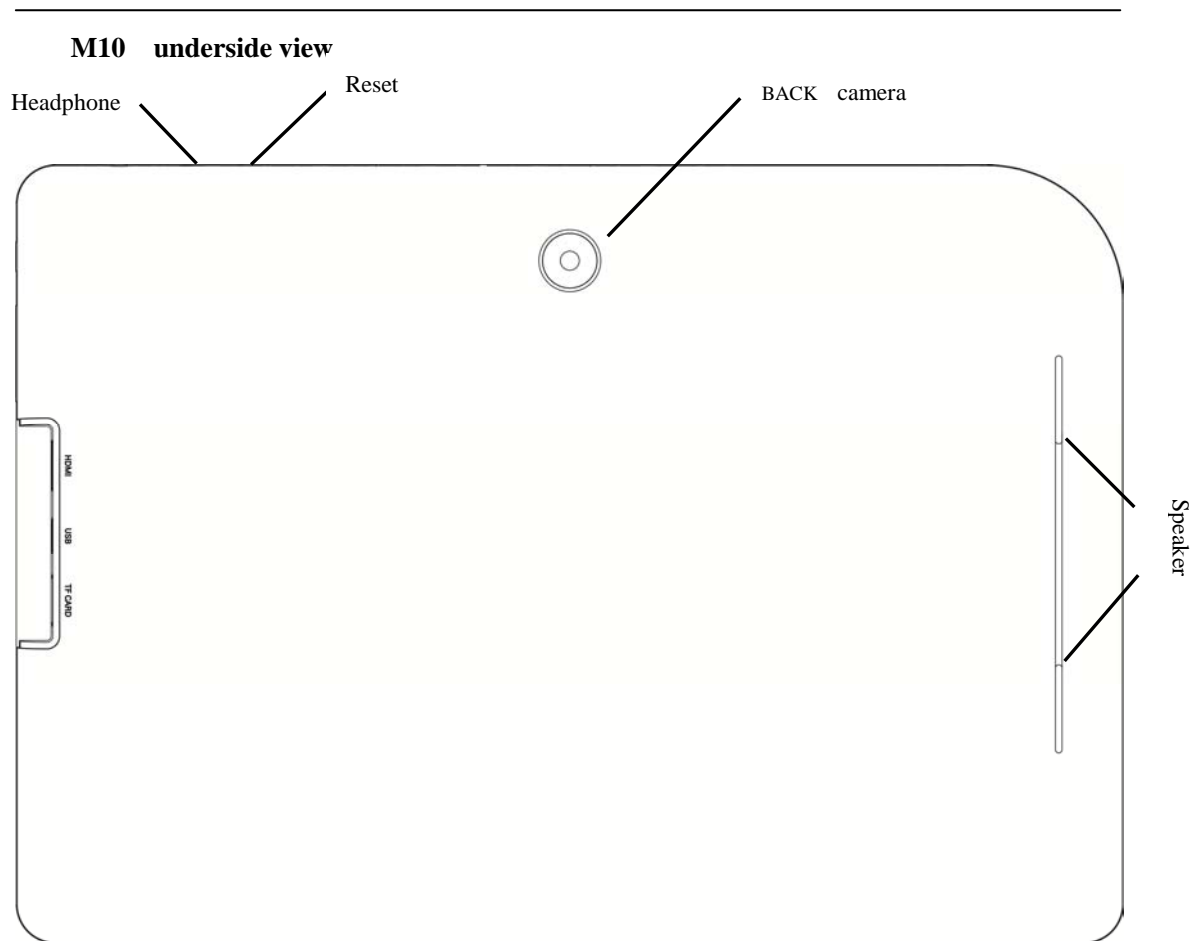 M10 underside view
Headphone
Reset
BACK camera
HDMI
USB
TF CARD
Speaker